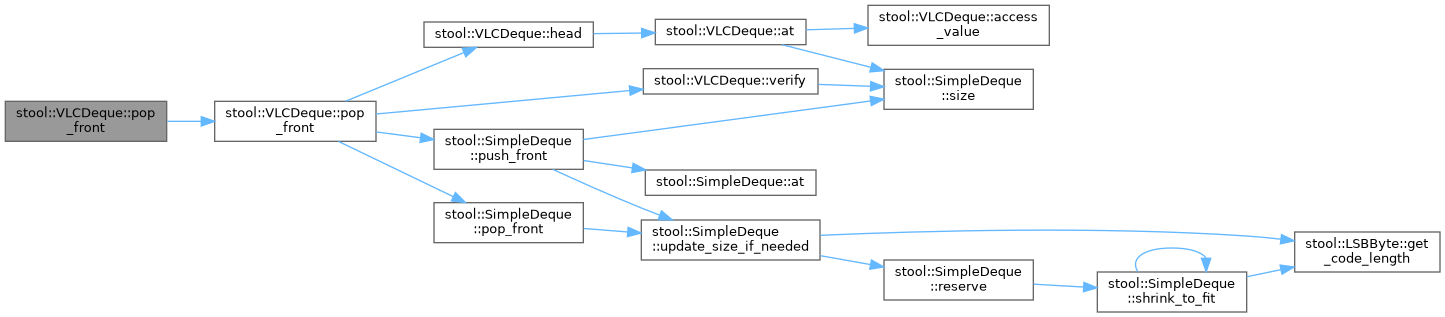 stool::VLCDeque::pop
_front
stool::VLCDeque::pop
_front
stool::VLCDeque::head
stool::VLCDeque::at
stool::VLCDeque::access
_value
stool::VLCDeque::verify
stool::SimpleDeque
::size
stool::SimpleDeque
::push_front
stool::SimpleDeque::at
stool::SimpleDeque
::pop_front
stool::SimpleDeque
::update_size_if_needed
stool::SimpleDeque
::reserve
stool::SimpleDeque
::shrink_to_fit
stool::LSBByte::get
_code_length